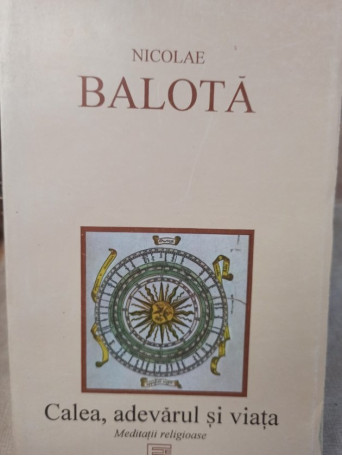 NICOLAE
BALOTĂ
Calea, adevărul și viața
Meditații religioase